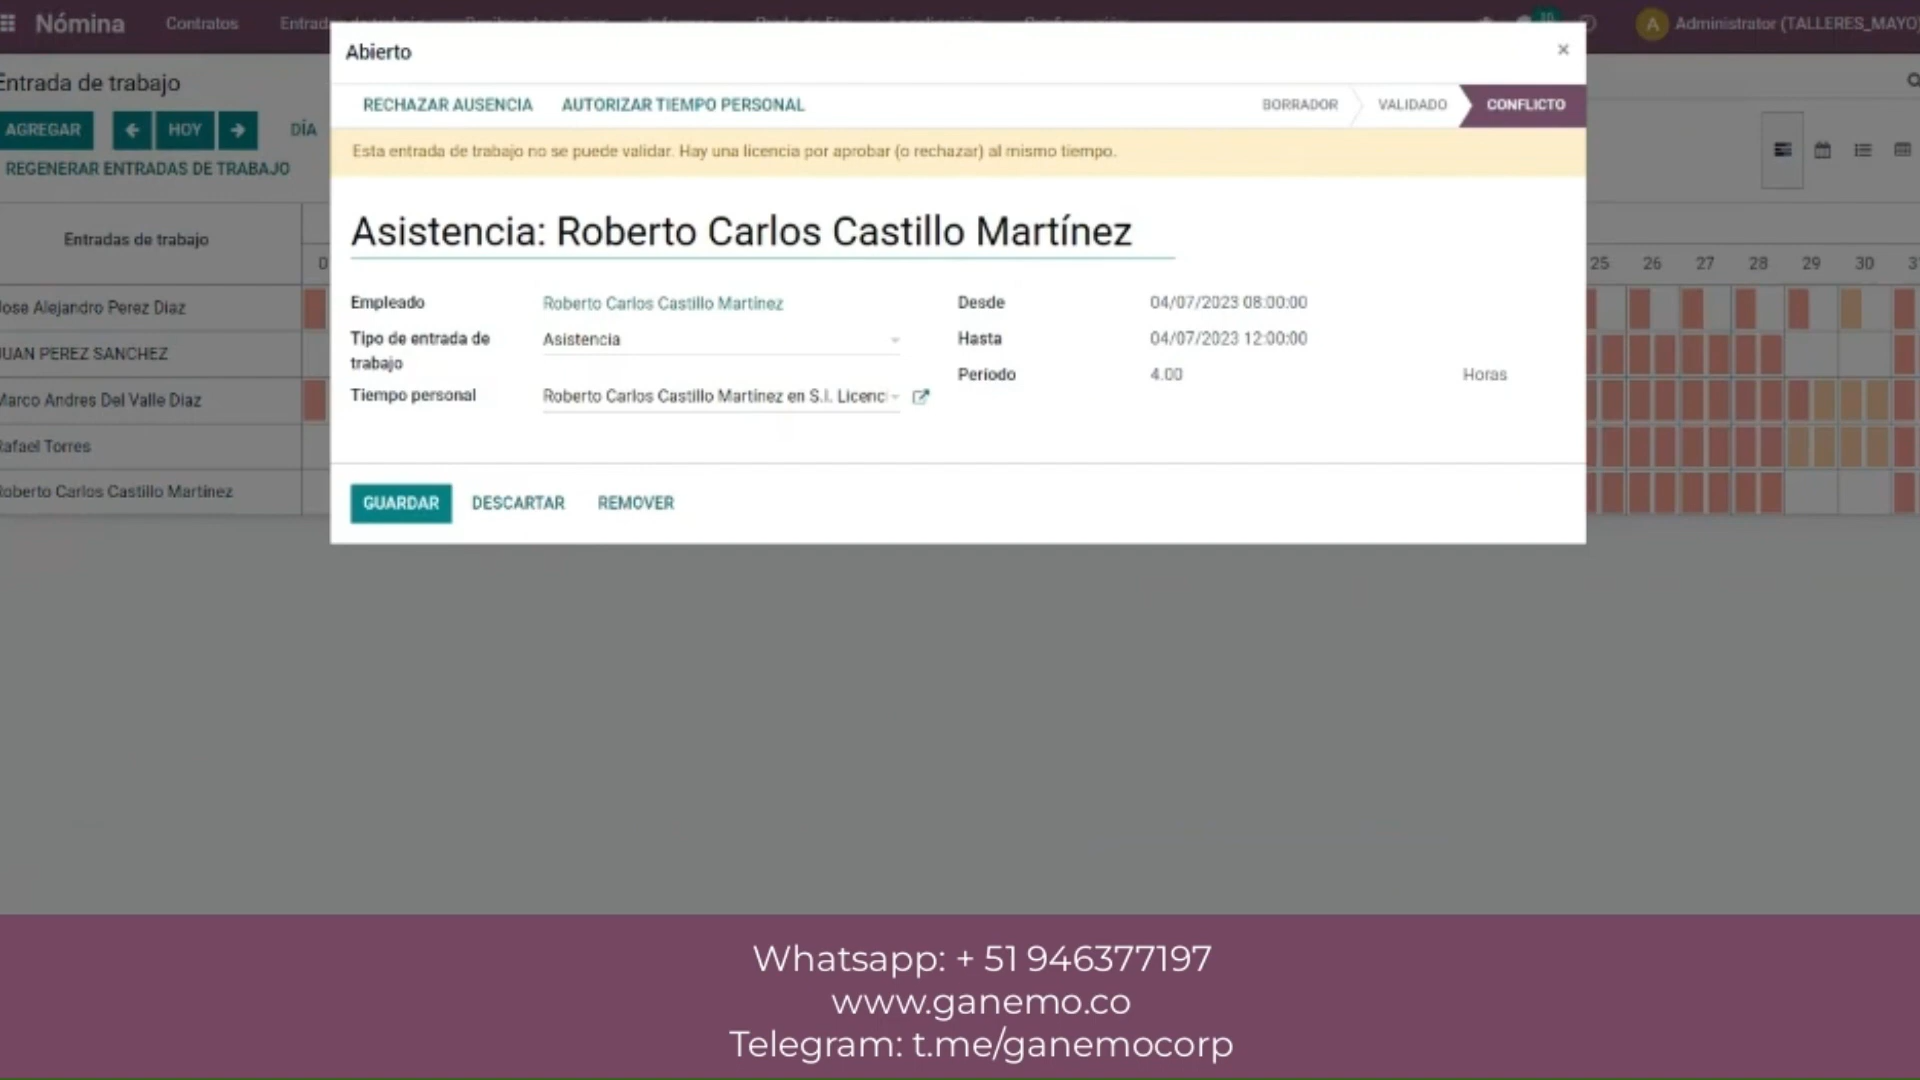 Nómina Contratos
A Administrator (TALLERES_MAYO
Entrada de trabajo
AGREGAR HOY DÍA
REGENERAR ENTRADAS DE TRABAJO
Abierto ×
RECHAZAR AUSENCIA AUTORIZAR TIEMPO PERSONAL BORRADOR VALIDADO CONFLICTO
Esta entrada de trabajo no se puede validar. Hay una licencia por aprobar (o rechazar) al mismo tiempo.
Asistencia: Roberto Carlos Castillo Martínez
Empleado Roberto Carlos Castillo Martínez
Tipo de entrada de trabajo Asistencia
Tiempo personal Roberto Carlos Castillo Martínez en S.I. Licenc
Desde 04/07/2023 08:00:00
Hasta 04/07/2023 12:00:00
Periodo 4.00 Horas
GUARDAR DESCARTAR REMOVER
Entradas de trabajo
25 26 27 28 29 30
Jose Alejandro Perez Diaz
JUAN PEREZ SANCHEZ
Marco Andres Del Valle Diaz
Rafael Torres
Roberto Carlos Castillo Martínez
Whatsapp: + 51 946377197
www.ganemo.co
Telegram: t.me/ganemocorp